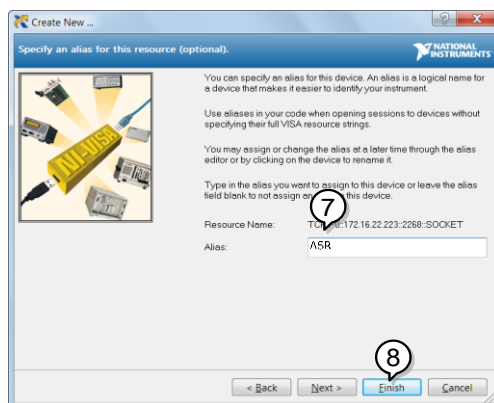 Create New ...
Specify an alias for this resource (optional).
NATIONAL
INSTRUMENTS
You can specify an alias for this device. An alias is a logical name for
a device that makes it easier to identify your instrument.
Use aliases in your code when opening sessions to devices without
specifying their full VISA resource strings.
You may assign or change the alias at a later time through the alias
editor or by clicking on the device to rename it.
Type in the alias you want to assign to this device or leave the alias
field blank to not assign an this device.
NI-VISA
7
Resource Name: ::172.16.22.223::2268::SOCKET
Alias: ASR
8
< Back Next > Finish Cancel